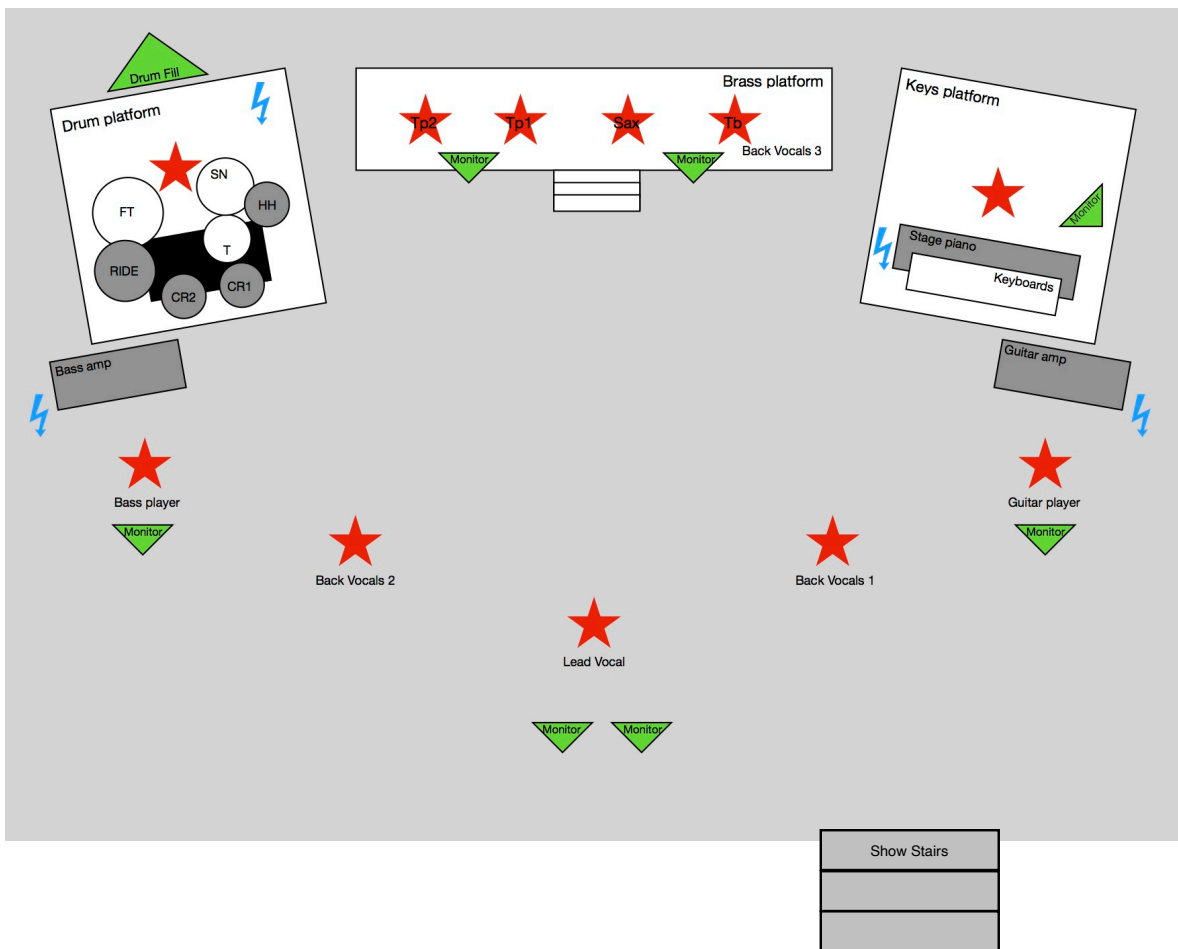 Drum Fill
Drum platform
SN
HH
FT
T
RIDE
CR1
CR2
Brass platform
Tp2
Tp1
Sax
Tb
Back Vocals 3
Monitor
Monitor
Keys platform
Monitor
Stage piano
Keyboards
Bass amp
Guitar amp
Bass player
Guitar player
Monitor
Monitor
Back Vocals 2
Back Vocals 1
Lead Vocal
Monitor
Monitor
Show Stairs